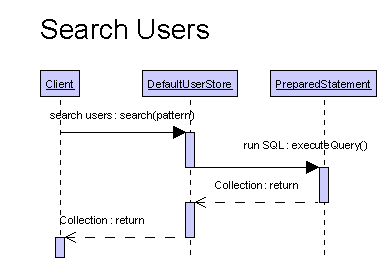 Search Users
Client
DefaultUserStore
PreparedStatement
search users : search(pattern)
run SQL : executeQuery()
Collection : return
Collection : return